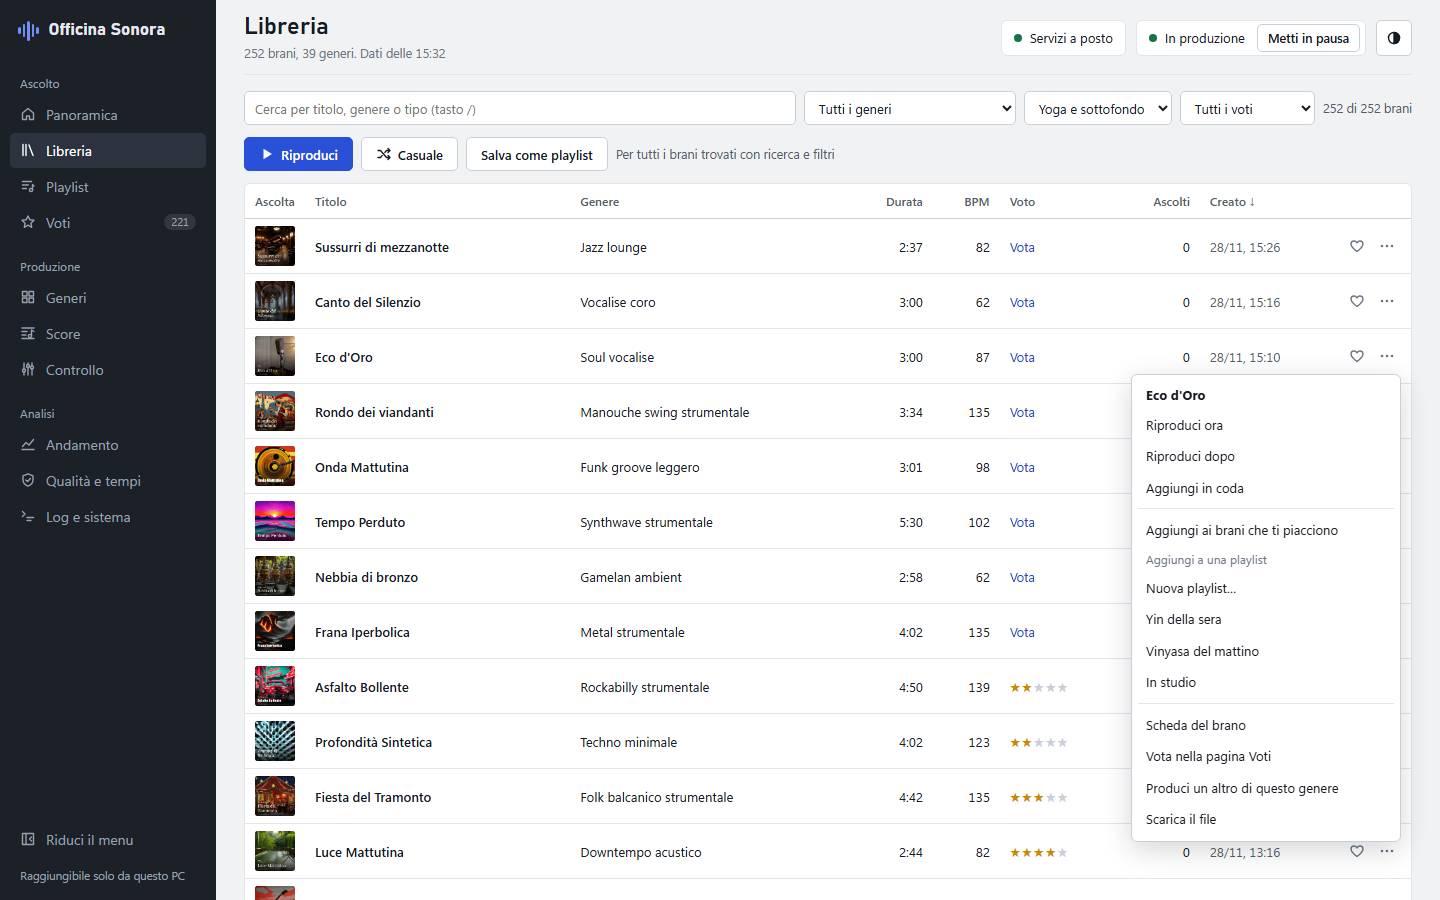 Officina Sonora
Ascolto
Panoramica
Libreria
Playlist
Voti 221
Produzione
Generi
Score
Controllo
Analisi
Andamento
Qualità e tempi
Log e sistema
Riduci il menu
Raggiungibile solo da questo PC
Libreria
252 brani, 39 generi. Dati delle 15:32
Servizi a posto
In produzione Metti in pausa
Cerca per titolo, genere o tipo (tasto /)
Tutti i generi
Yoga e sottofondo
Tutti i voti
252 di 252 brani
Riproduci
Casuale
Salva come playlist
Per tutti i brani trovati con ricerca e filtri
Ascolta Titolo Genere Durata BPM Voto Ascolti Creato ↓
Sussurri di mezzanotte Jazz lounge 2:37 82 Vota 0 28/11, 15:26
Canto del Silenzio Vocalise coro 3:00 62 Vota 0 28/11, 15:16
Eco d'Oro Soul vocalise 3:00 87 Vota 0 28/11, 15:10
Rondo dei viandanti Manouche swing strumentale 3:34 135 Vota
Onda Mattutina Funk groove leggero 3:01 98 Vota
Tempo Perduto Synthwave strumentale 5:30 102 Vota
Nebbia di bronzo Gamelan ambient 2:58 62 Vota
Frana Iperbolica Metal strumentale 4:02 135 Vota
Asfalto Bollente Rockabilly strumentale 4:50 139
Profondità Sintetica Techno minimale 4:02 123
Fiesta del Tramonto Folk balcanico strumentale 4:42 135
Luce Mattutina Downtempo acustico 2:44 82 0 28/11, 13:16
Eco d'Oro
Riproduci ora
Riproduci dopo
Aggiungi in coda
Aggiungi ai brani che ti piacciono
Aggiungi a una playlist
Nuova playlist...
Yin della sera
Vinyasa del mattino
In studio
Scheda del brano
Vota nella pagina Voti
Produci un altro di questo genere
Scarica il file